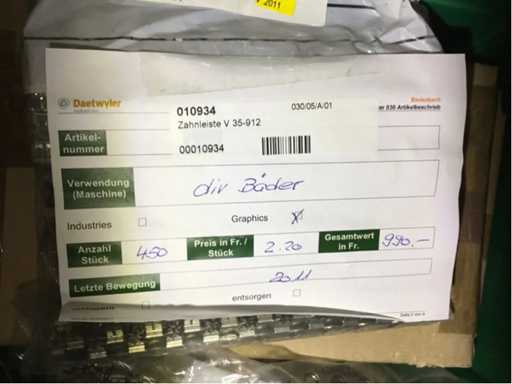 2011
Daetwyler
010934
030/05/A/01
Zahnleiste V 35-912
00010934
Artikel-
nummer
Verwendung
(Maschine)
div Bäder
Industries
Graphics
Anzahl
Stück
450
Preis in Fr. /
Stück
2.20
Gesamtwert
in Fr.
990.-
Letzte Bewegung
2011
entsorgen